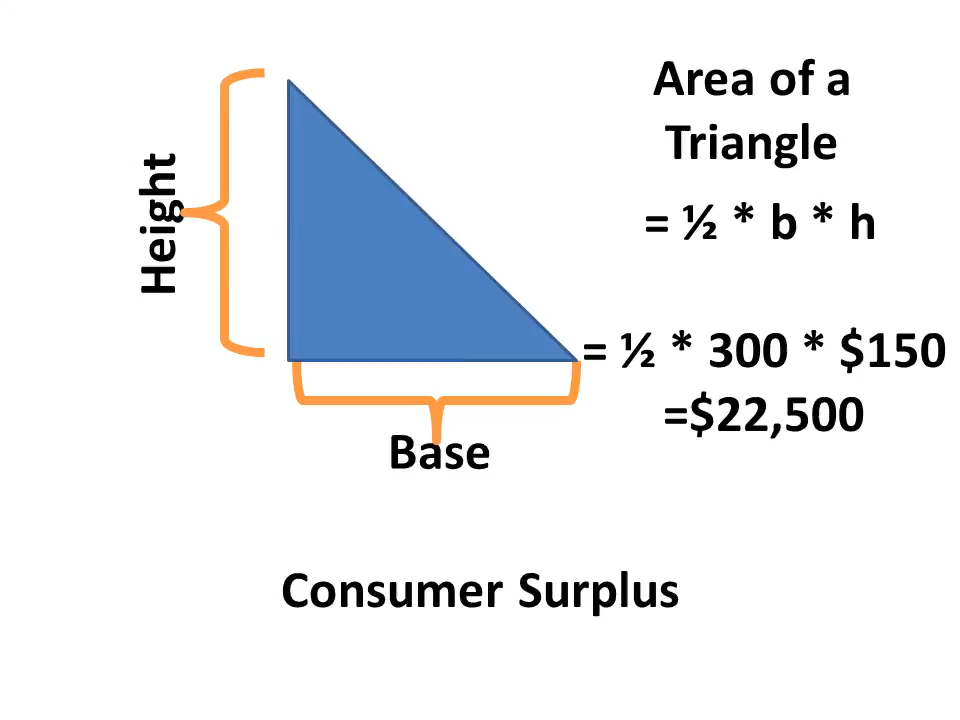 Area of a
Triangle
= ½ * b * h
Height
= ½ * 300 * $150
=$22,500
Base
Consumer Surplus